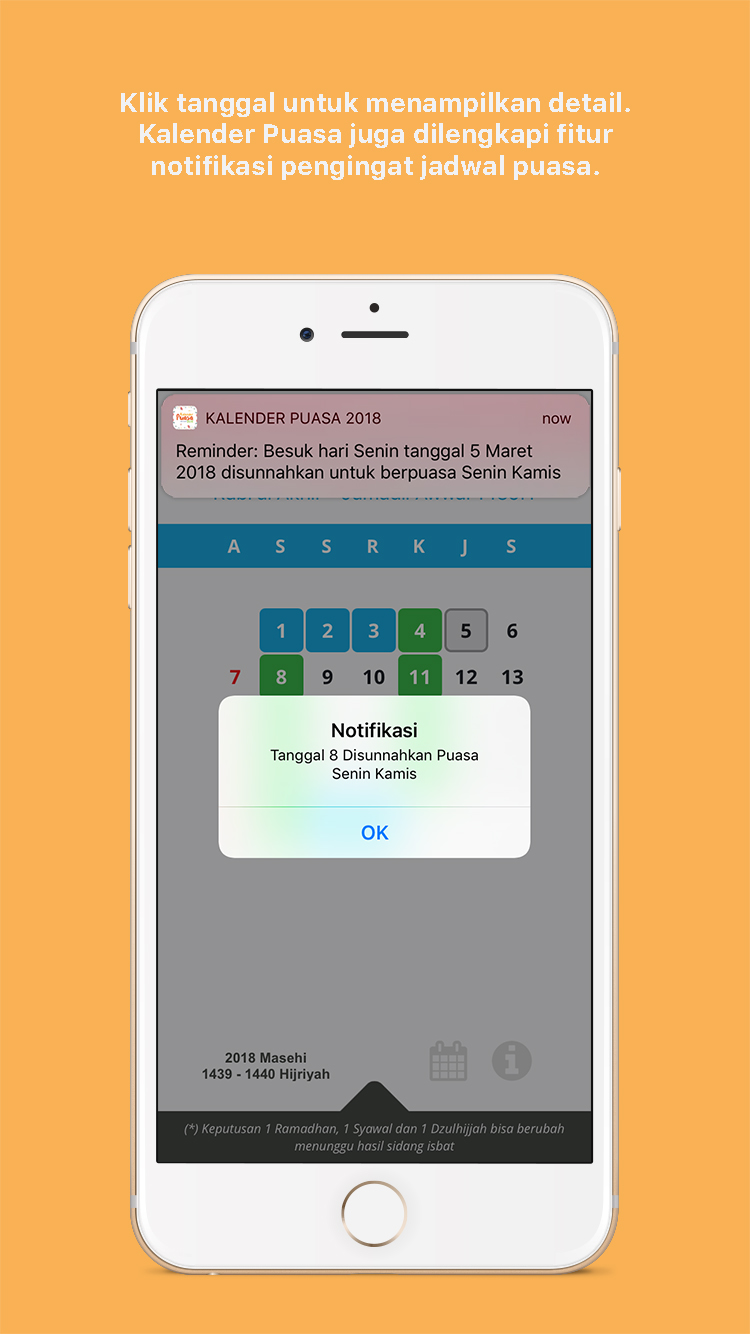 Klik tanggal untuk menampilkan detail.
Kalender Puasa juga dilengkapi fitur
notifikasi pengingat jadwal puasa.
Puasa
KALENDER PUASA 2018
now
Reminder: Besuk hari Senin tanggal 5 Maret
2018 disunnahkan untuk berpuasa Senin Kamis
A S S R K J S
1 2 3 4 5 6
7 8 9 10 11 12 13
Notifikasi
Tanggal 8 Disunnahkan Puasa
Senin Kamis
OK
2018 Masehi
1439 - 1440 Hijriyah
(*) Keputusan 1 Ramadhan, 1 Syawal dan 1 Dzulhijjah bisa berubah
menunggu hasil sidang isbat